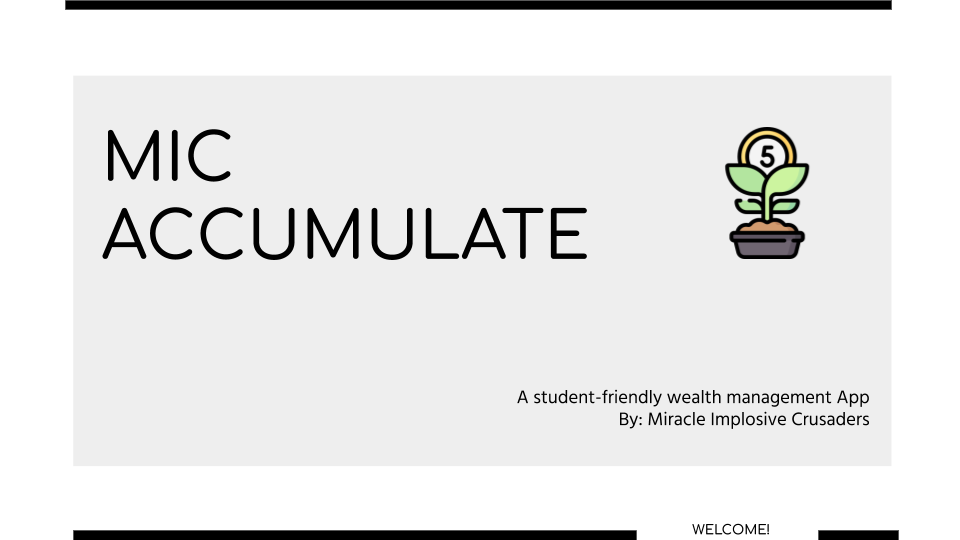 MIC
ACCUMULATE
5
A student-friendly wealth management App
By: Miracle Implosive Crusaders
WELCOME!